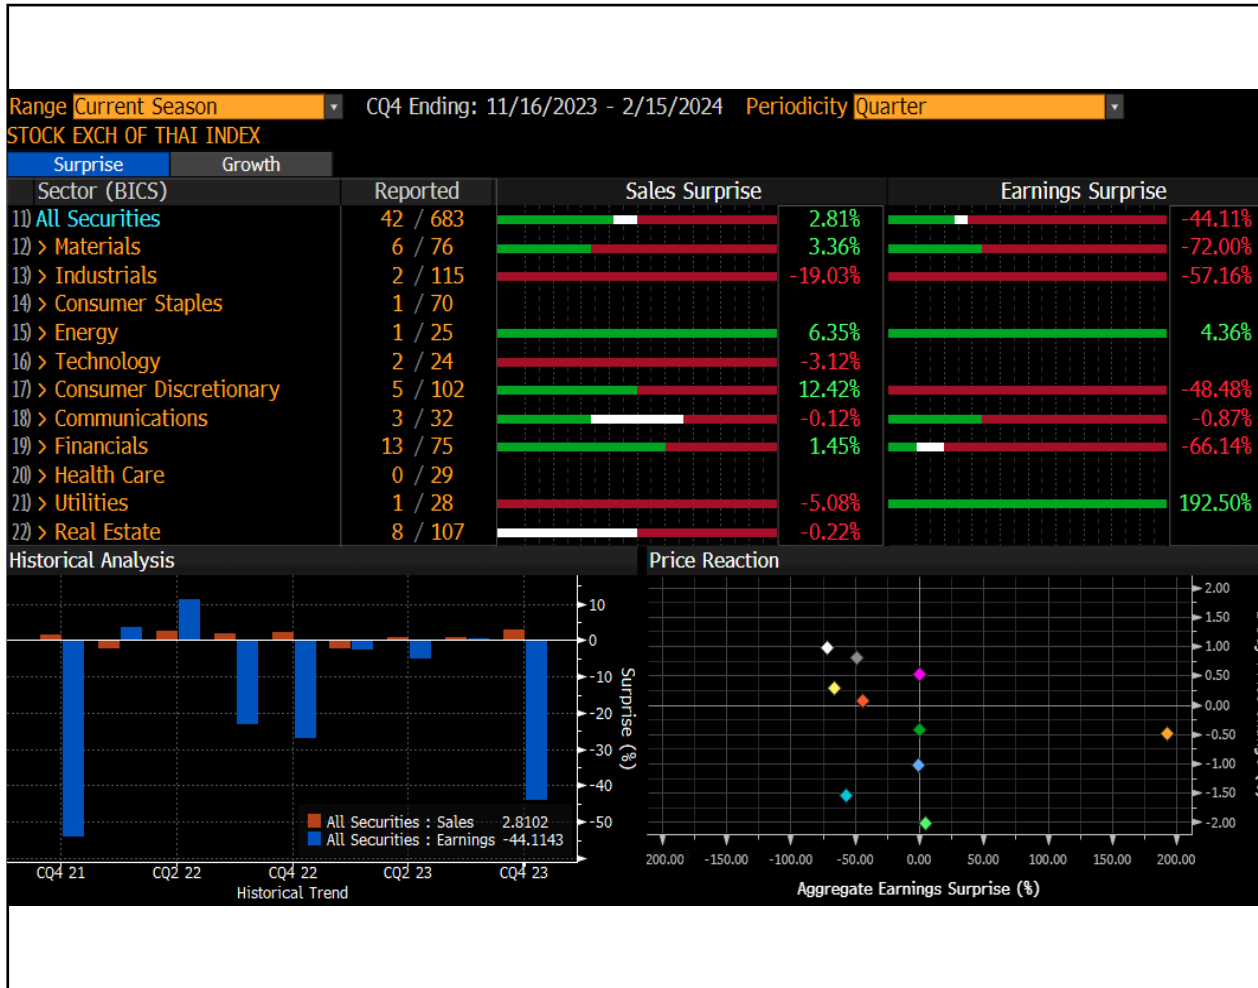 Range Current Season CQ4 Ending: 11/16/2023 - 2/15/2024 Periodicity Quarter
STOCK EXCH OF THAI INDEX
Surprise Growth
Sector (BICS) Reported Sales Surprise Earnings Surprise
11) All Securities 42 / 683 2.81% -44.11%
12) > Materials 6 / 76 3.36% -72.00%
13) > Industrials 2 / 115 -19.03% -57.16%
14) > Consumer Staples 1 / 70
15) > Energy 1 / 25 6.35% 4.36%
16) > Technology 2 / 24 -3.12%
17) > Consumer Discretionary 5 / 102 12.42% -48.48%
18) > Communications 3 / 32 -0.12% -0.87%
19) > Financials 13 / 75 1.45% -66.14%
20) > Health Care 0 / 29
21) > Utilities 1 / 28 -5.08% 192.50%
22) > Real Estate 8 / 107 -0.22%
Historical Analysis
10
0
-10
-20
-30
-40
-50
Surprise (%)
All Securities : Sales 2.8102
All Securities : Earnings -44.1143
CQ4 21 CQ2 22 CQ4 22 CQ2 23 CQ4 23
Historical Trend
Price Reaction
2.00
1.50
1.00
0.50
0.00
-0.50
-1.00
-1.50
-2.00
200.00 -150.00 -100.00 -50.00 0.00 50.00 100.00 150.00 200.00
Aggregate Earnings Surprise (%)